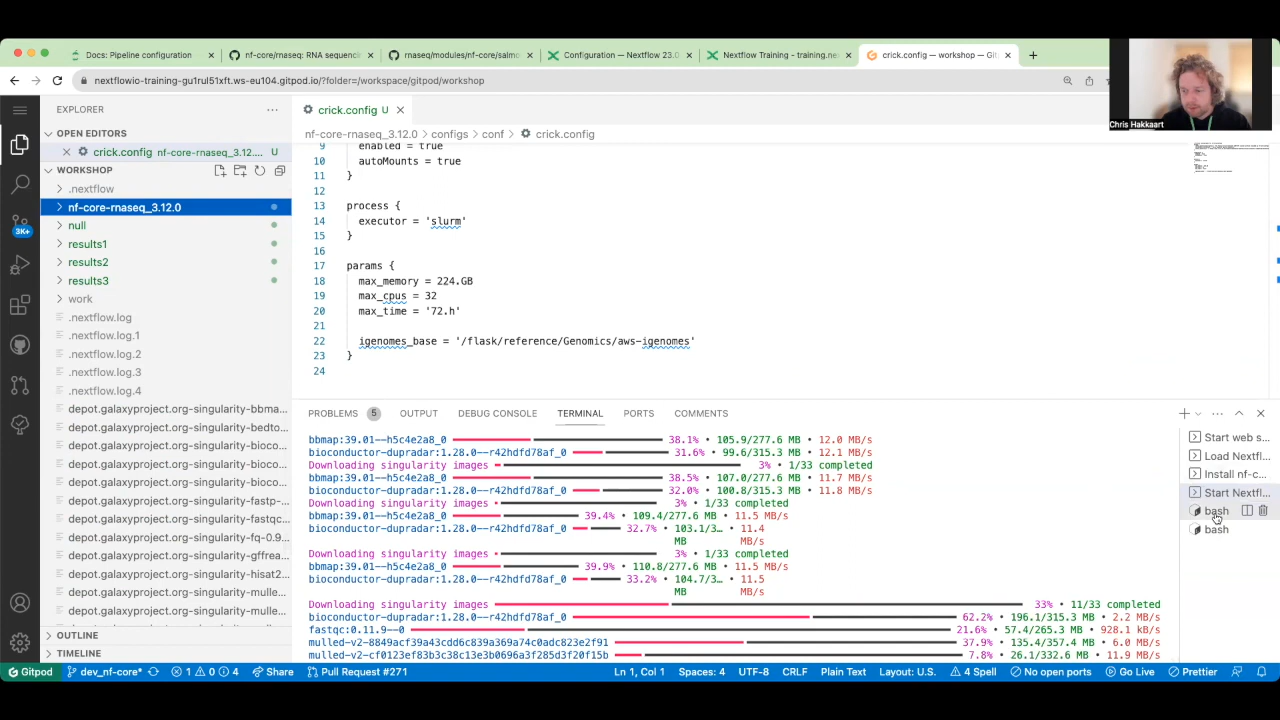 Docs: Pipeline configuration
nf-core/rnaseq: RNA sequencin
rnaseq/modules/nf-core/salmo
Configuration — Nextflow 23.0
Nextflow Training - training.ne
crick.config — workshop — Git
nextflowio-training-gu1rul51xft.ws-eu104.gitpod.io/?folder=/workspace/gitpod/workshop
Chris Hakkaart
EXPLORER
OPEN EDITORS
crick.config nf-core-rnaseq_3.12.... U
WORKSHOP
.nextflow
nf-core-rnaseq_3.12.0
null
results1
results2
results3
work
.nextflow.log
.nextflow.log.1
.nextflow.log.2
.nextflow.log.3
.nextflow.log.4
depot.galaxyproject.org-singularity-bbma...
depot.galaxyproject.org-singularity-bedto...
depot.galaxyproject.org-singularity-bioco...
depot.galaxyproject.org-singularity-bioco...
depot.galaxyproject.org-singularity-bioco...
depot.galaxyproject.org-singularity-fastp-...
depot.galaxyproject.org-singularity-fastqc...
depot.galaxyproject.org-singularity-fq-0.9...
depot.galaxyproject.org-singularity-gffrea...
depot.galaxyproject.org-singularity-hisat2...
depot.galaxyproject.org-singularity-mulle...
depot.galaxyproject.org-singularity-mulle...
OUTLINE
TIMELINE
3K+
crick.config U
nf-core-rnaseq_3.12.0 > configs > conf > crick.config
9 enabled = true
10 autoMounts = true
11 }
12
13 process {
14 executor = 'slurm'
15 }
16
17 params {
18 max_memory = 224.GB
19 max_cpus = 32
20 max_time = '72.h'
21
22 igenomes_base = '/flask/reference/Genomics/aws-igenomes'
23 }
24
PROBLEMS 5 OUTPUT DEBUG CONSOLE TERMINAL PORTS COMMENTS
bbmap:39.01--h5c4e2a8_0 38.1% • 105.9/277.6 MB • 12.0 MB/s
bioconductor-dupradar:1.28.0--r42hdfd78af_0 31.6% • 99.6/315.3 MB • 12.1 MB/s
Downloading singularity images 3% • 1/33 completed
bbmap:39.01--h5c4e2a8_0 38.5% • 107.0/277.6 MB • 11.7 MB/s
bioconductor-dupradar:1.28.0--r42hdfd78af_0 32.0% • 100.8/315.3 MB • 11.8 MB/s
Downloading singularity images 3% • 1/33 completed
bbmap:39.01--h5c4e2a8_0 39.4% • 109.4/277.6 MB • 11.5 MB/s
bioconductor-dupradar:1.28.0--r42hdfd78af_0 32.7% • 103.1/3... • 11.4
MB MB/s
Downloading singularity images 3% • 1/33 completed
bbmap:39.01--h5c4e2a8_0 39.9% • 110.8/277.6 MB • 11.5 MB/s
bioconductor-dupradar:1.28.0--r42hdfd78af_0 33.2% • 104.7/3... • 11.5
MB MB/s
Downloading singularity images 33% • 11/33 completed
bioconductor-dupradar:1.28.0--r42hdfd78af_0 62.2% • 196.1/315.3 MB • 2.2 MB/s
fastqc:0.11.9--0 21.6% • 57.4/265.3 MB • 928.1 kB/s
mulled-v2-8849acf39a43cdd6c839a369a74c0adc823e2f91 37.9% • 135.4/357.4 MB • 6.0 MB/s
mulled-v2-cf0123ef83b3c38c13e3b0696a3f285d3f20f15b 7.8% • 26.1/332.6 MB • 11.9 MB/s
Start web s...
Load Nextfl...
Install nf-c...
Start Nextfl...
bash
bash
Gitpod dev_nf-core* 1 0 4 Share Pull Request #271 Ln 1, Col 1 Spaces: 4 UTF-8 CRLF Plain Text Layout: U.S. 4 Spell No open ports Go Live Prettier